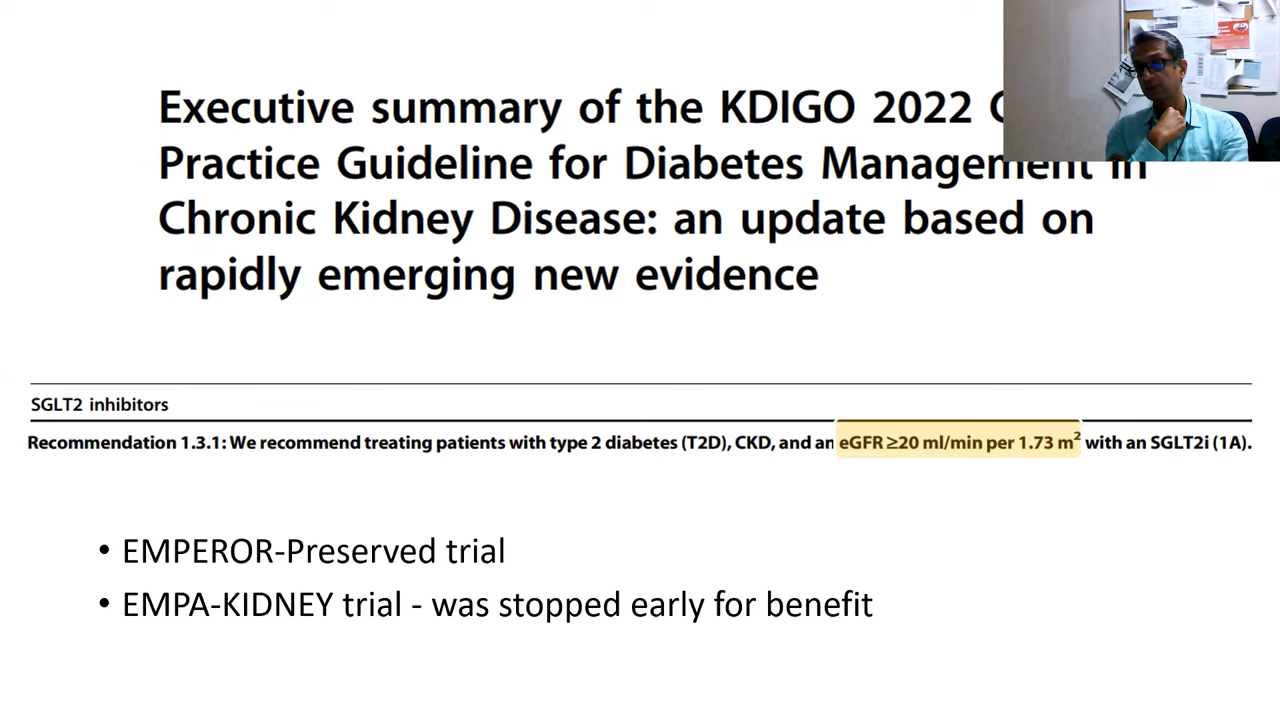 Executive summary of the KDIGO 2022
Practice Guideline for Diabetes Management in
Chronic Kidney Disease: an update based on
rapidly emerging new evidence
SGLT2 inhibitors
Recommendation 1.3.1: We recommend treating patients with type 2 diabetes (T2D), CKD, and an eGFR ≥20 ml/min per 1.73 m² with an SGLT2i (1A).
• EMPEROR-Preserved trial
• EMPA-KIDNEY trial - was stopped early for benefit